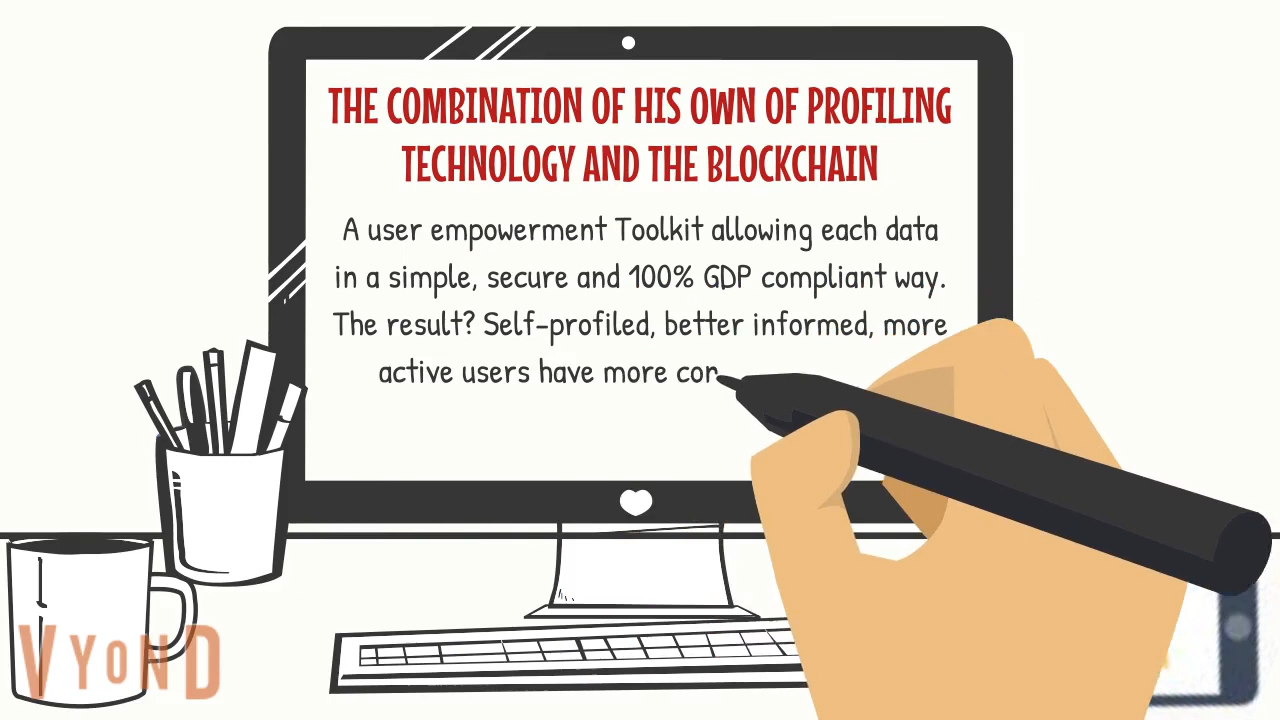 THE COMBINATION OF HIS OWN OF PROFILING
TECHNOLOGY AND THE BLOCKCHAIN
A user empowerment Toolkit allowing each data
in a simple, secure and 100% GDP compliant way.
The result? Self-profiled, better informed, more
active users have more con
VYOND